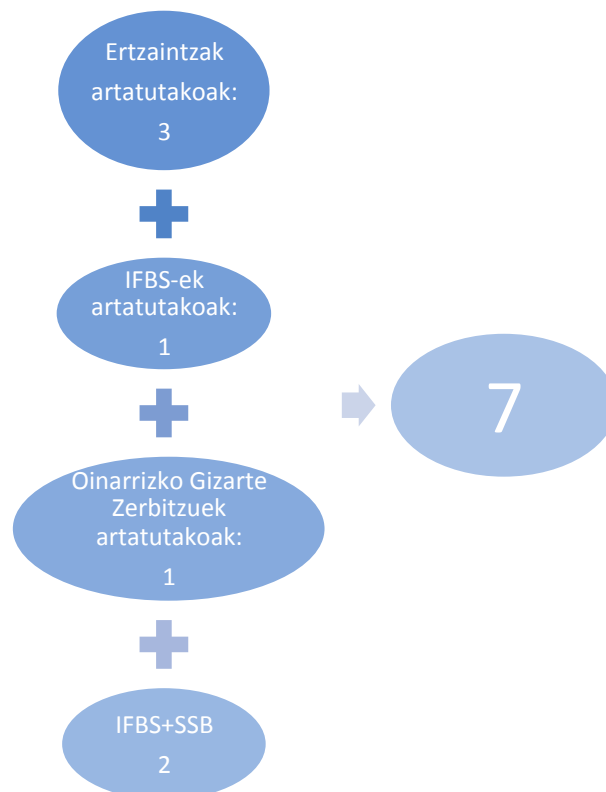 Ertzaintzak
artatutakoak:
3
IFBS-ek
artatutakoak:
1
Oinarrizko Gizarte
Zerbitzuek
artatutakoak:
1
IFBS+SSB
2
7